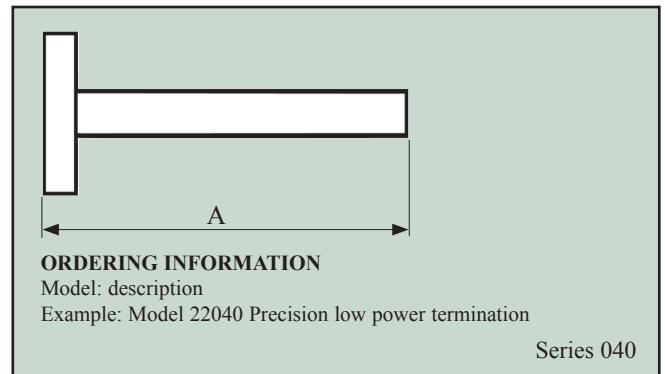 A
ORDERING INFORMATION
Model: description
Example: Model 22040 Precision low power termination
Series 040